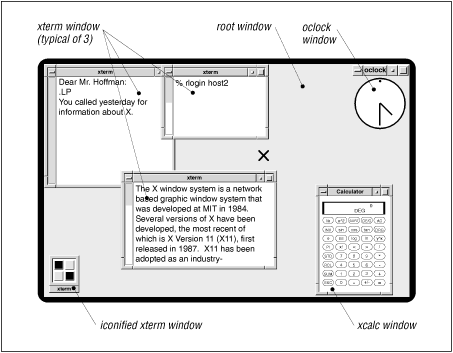 xterm window
(typical of 3)
root window
oclock
window
xterm
Dear Mr. Hoffman:
.LP
You called yesterday for
information about X.
xterm
% rlogin host2
oclock
xterm
The X window system is a network
based graphic window system that
was developed at MIT in 1984.
Several versions of X have been
developed, the most recent of
which is X Version 11 (X11), first
released in 1987. X11 has been
adopted as an industry-
Calculator
0
DEG
xterm
iconified xterm window
xcalc window